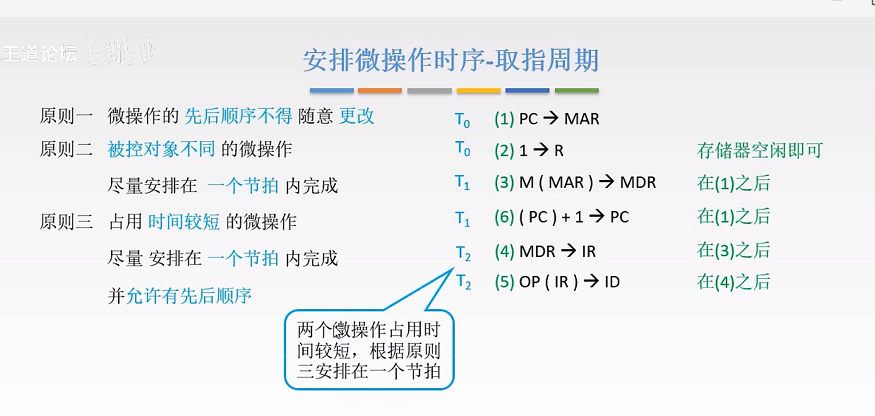 王道论坛
安排微操作时序-取指周期
原则一 微操作的 先后顺序不得 随意 更改
原则二 被控对象不同 的微操作
尽量安排在 一个节拍 内完成
原则三 占用 时间较短 的微操作
尽量 安排在 一个节拍 内完成
并允许有先后顺序
T₀ (1) PC → MAR
T₀ (2) 1 → R 存储器空闲即可
T₁ (3) M ( MAR ) → MDR 在(1)之后
T₁ (6) ( PC ) + 1 → PC 在(1)之后
T₂ (4) MDR → IR 在(3)之后
T₂ (5) OP ( IR ) → ID 在(4)之后
两个微操作占用时
间较短，根据原则
三安排在一个节拍